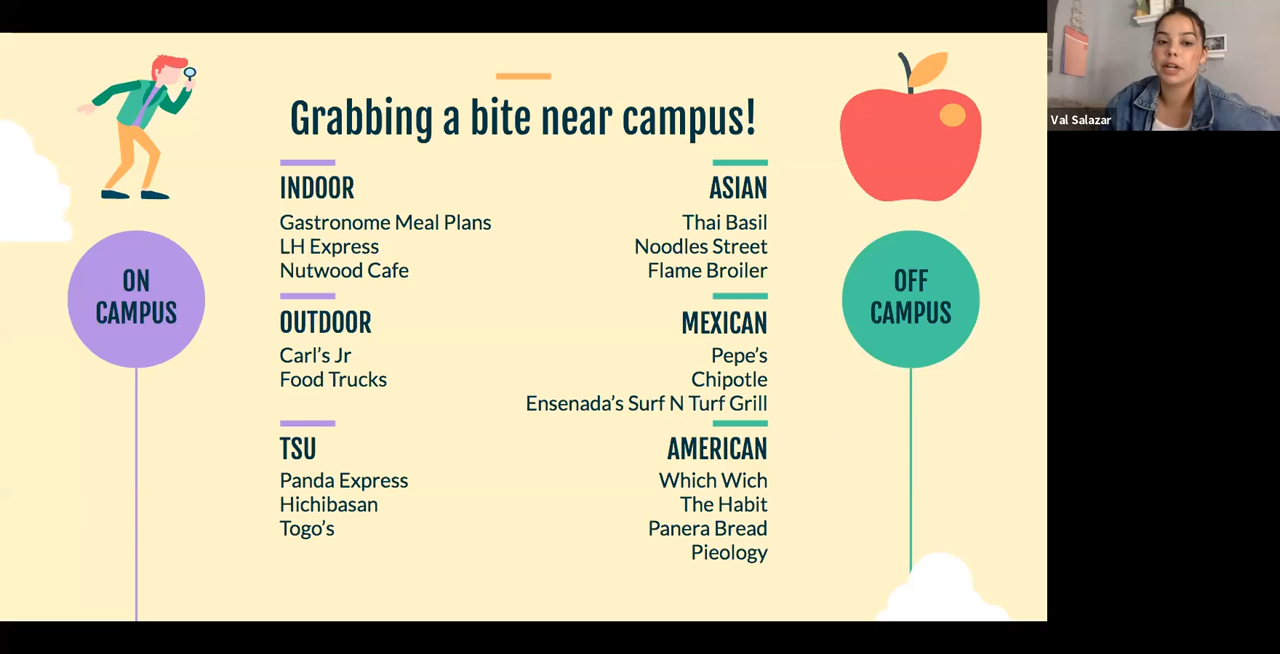 Grabbing a bite near campus!
ON
CAMPUS
INDOOR
Gastronome Meal Plans
LH Express
Nutwood Cafe
OUTDOOR
Carl's Jr
Food Trucks
TSU
Panda Express
Hichibasan
Togo's
OFF
CAMPUS
ASIAN
Thai Basil
Noodles Street
Flame Broiler
MEXICAN
Pepe's
Chipotle
Ensenada's Surf N Turf Grill
AMERICAN
Which Wich
The Habit
Panera Bread
Pieology
Val Salazar